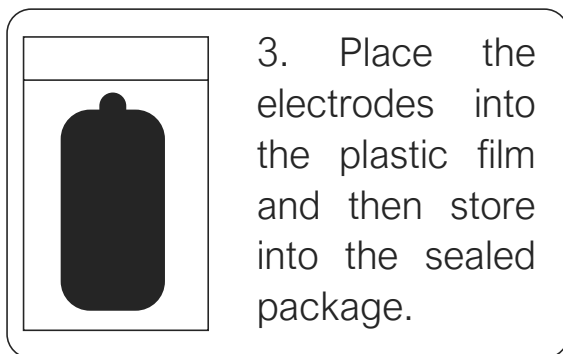 3. Place the
electrodes into
the plastic film
and then store
into the sealed
package.